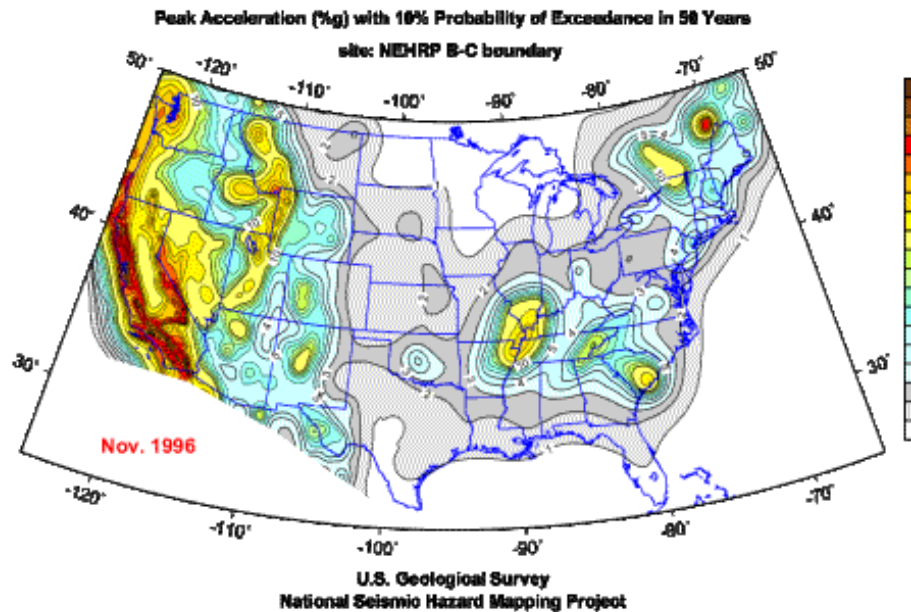 Peak Acceleration (%g) with 10% Probability of Exceedance in 50 Years
site: NEHRP B-C boundary
50° -120° -110° -100° -90° -80° -70° 50°
40° 40°
30° 30°
Nov. 1996
-120° -110° -100° -90° -80° -70°
U.S. Geological Survey
National Seismic Hazard Mapping Project